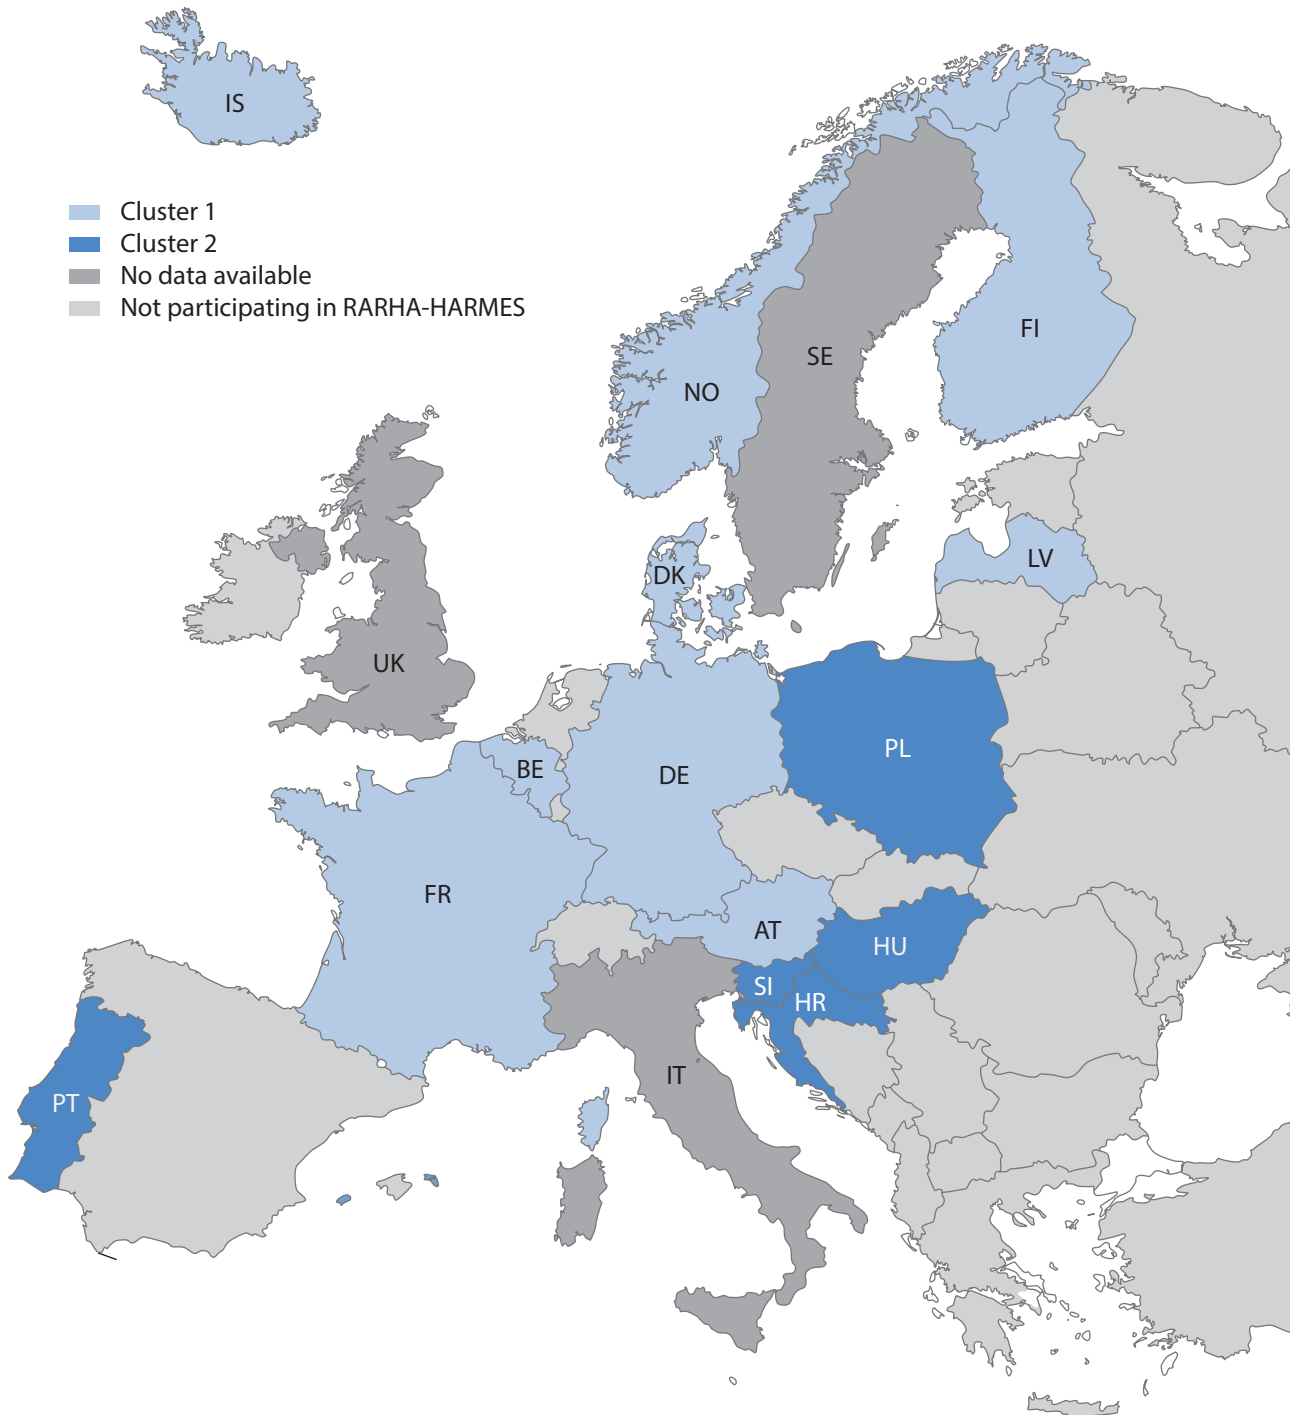 IS
Cluster 1
Cluster 2
No data available
Not participating in RARHA-HARMES
FI
SE
NO
LV
DK
UK
PL
BE
DE
FR
AT
HU
SI
HR
IT
PT